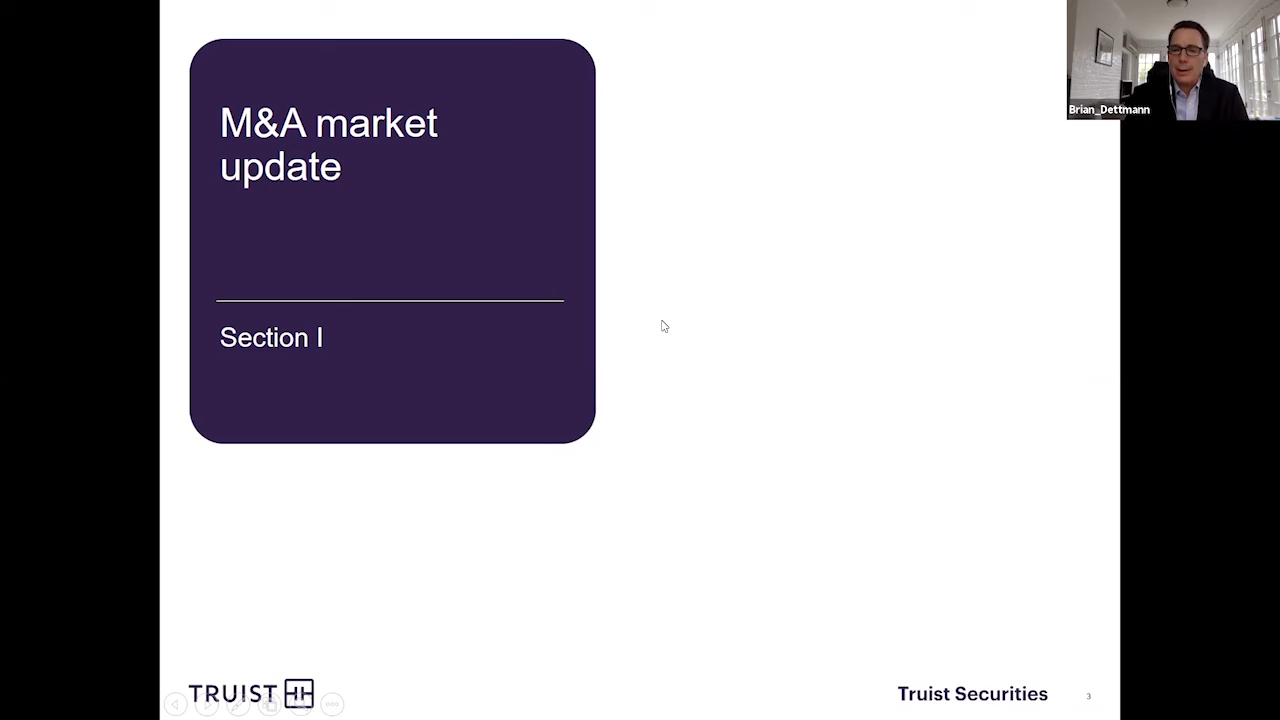 M&A market
update
Section I
Brian_Dettmann
TRUIST
Truist Securities
3